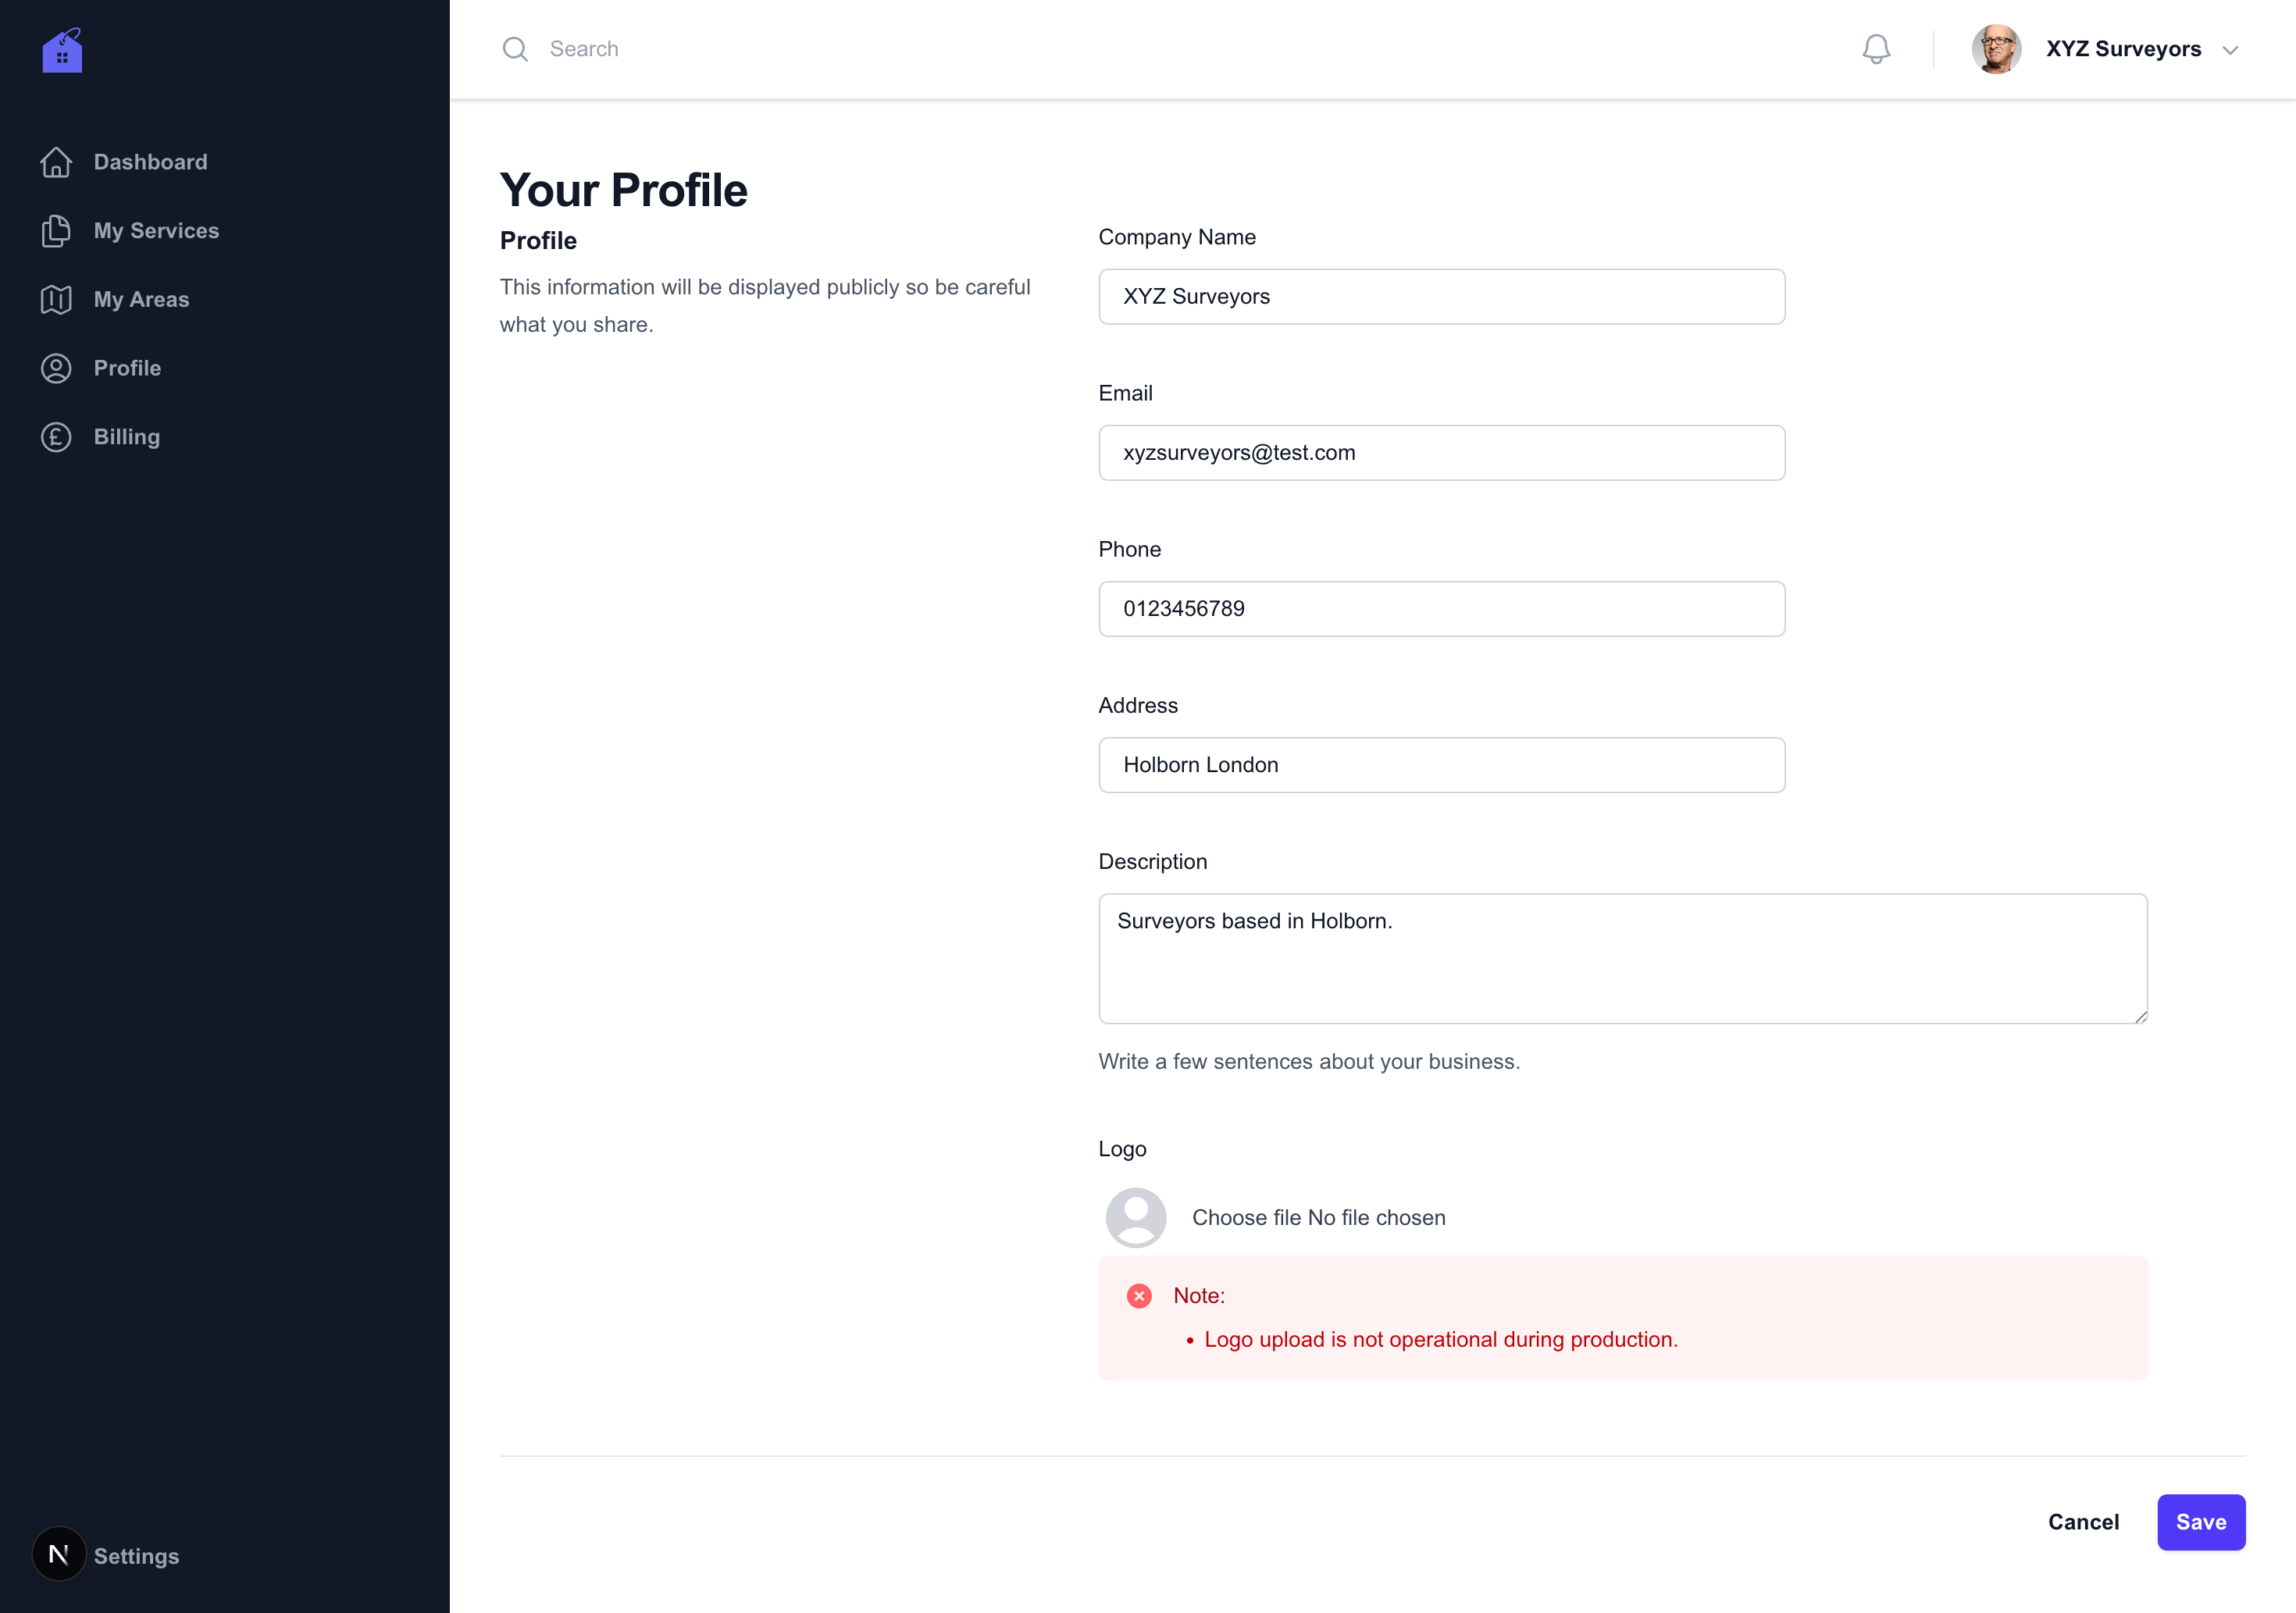 Search
XYZ Surveyors
Dashboard
My Services
My Areas
Profile
£ Billing
N Settings
Your Profile
Profile
This information will be displayed publicly so be careful
what you share.
Company Name
XYZ Surveyors
Email
xyzsurveyors@test.com
Phone
0123456789
Address
Holborn London
Description
Surveyors based in Holborn.
Write a few sentences about your business.
Logo
Choose file No file chosen
Note:
• Logo upload is not operational during production.
Cancel
Save